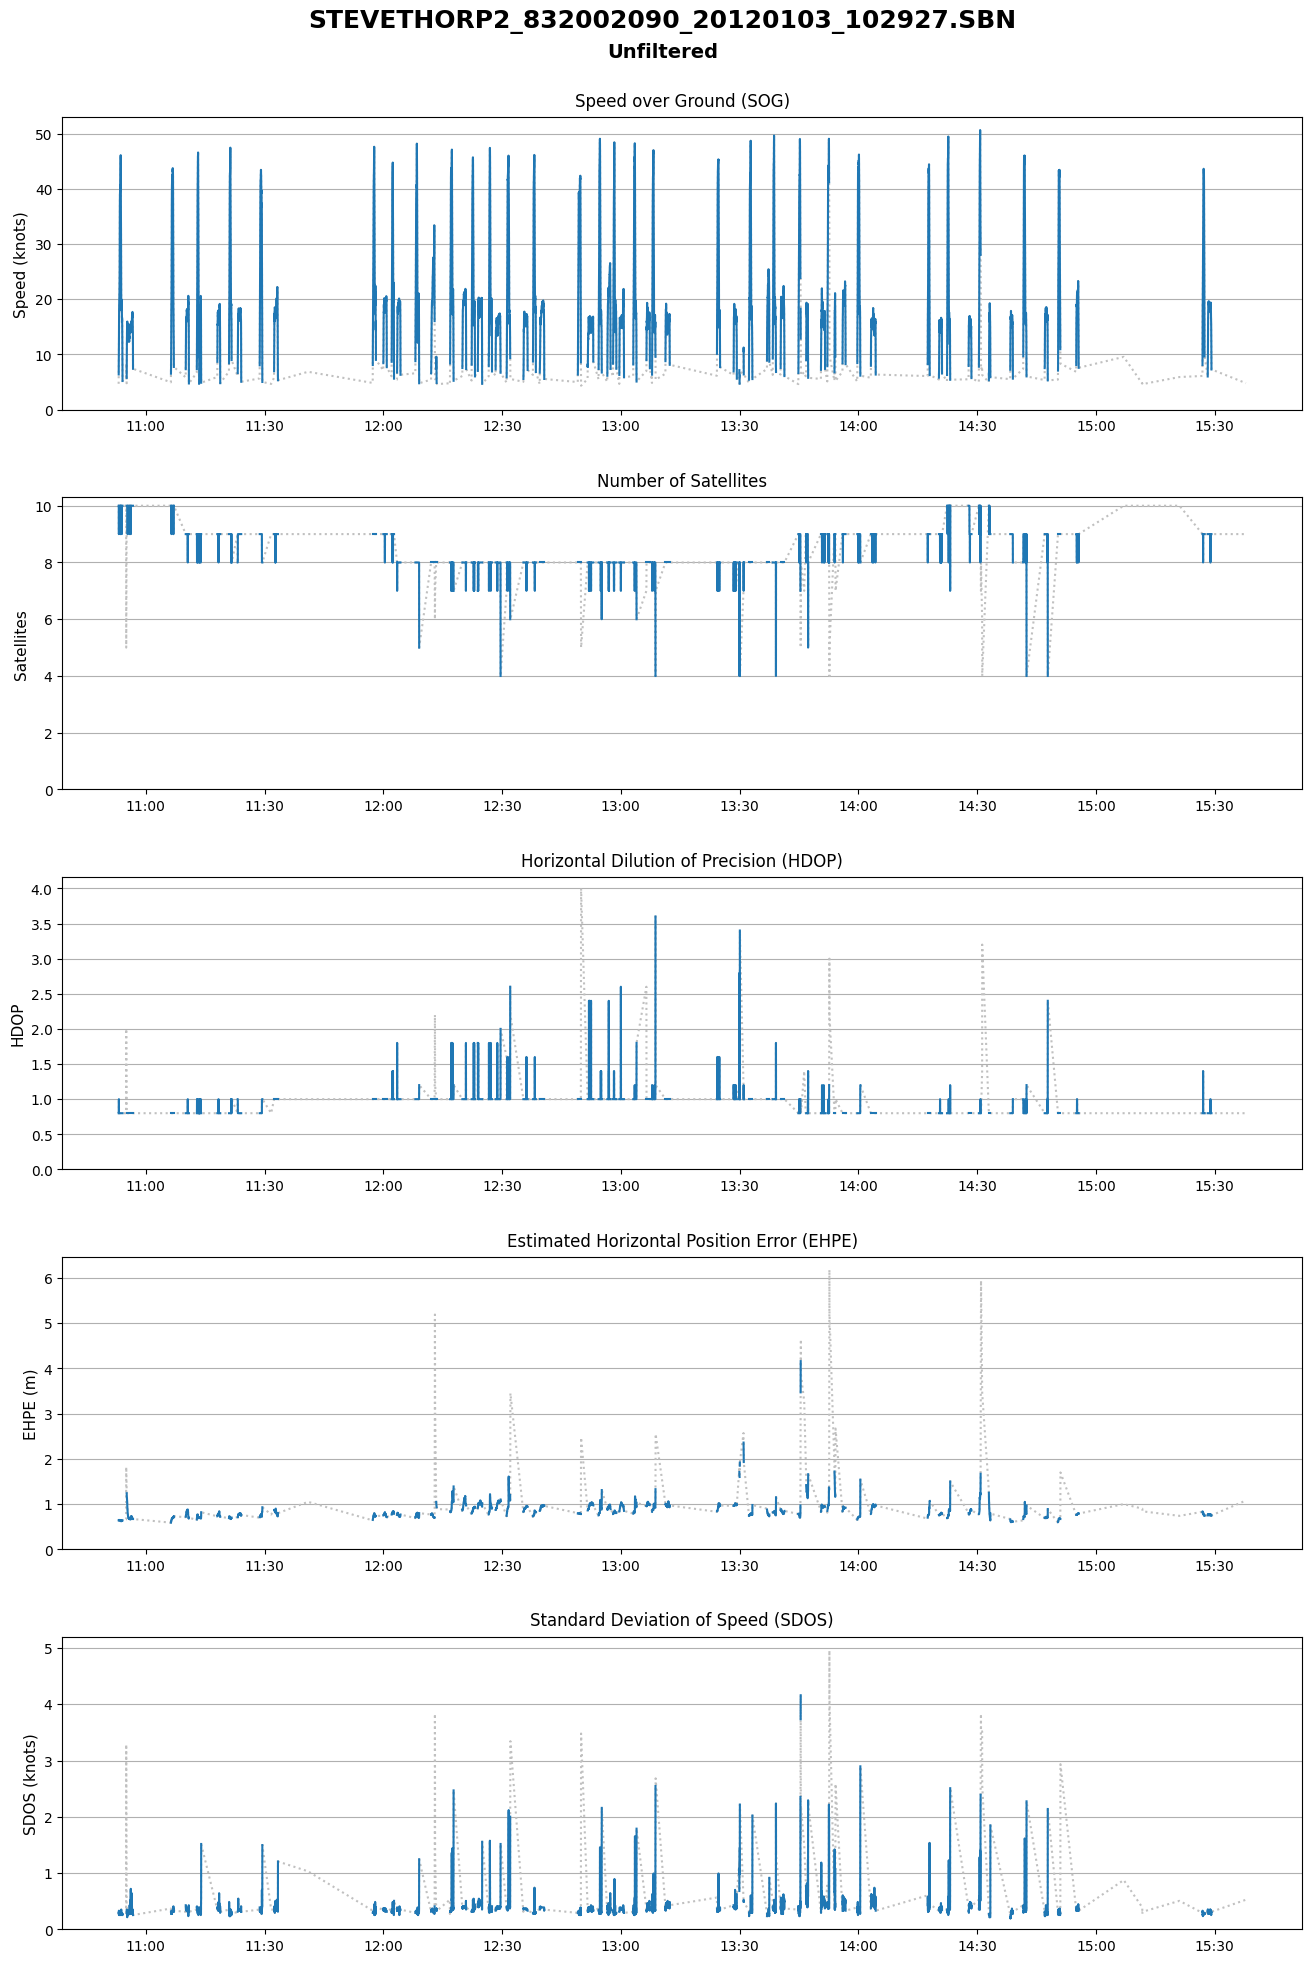 STEVETHORP2_832002090_20120103_102927.SBN
Unfiltered
Speed over Ground (SOG)
Speed (knots)
50
40
30
20
10
0
11:00 11:30 12:00 12:30 13:00 13:30 14:00 14:30 15:00 15:30
Number of Satellites
Satellites
10
8
6
4
2
0
11:00 11:30 12:00 12:30 13:00 13:30 14:00 14:30 15:00 15:30
Horizontal Dilution of Precision (HDOP)
HDOP
4.0
3.5
3.0
2.5
2.0
1.5
1.0
0.5
0.0
11:00 11:30 12:00 12:30 13:00 13:30 14:00 14:30 15:00 15:30
Estimated Horizontal Position Error (EHPE)
EHPE (m)
6
5
4
3
2
1
0
11:00 11:30 12:00 12:30 13:00 13:30 14:00 14:30 15:00 15:30
Standard Deviation of Speed (SDOS)
SDOS (knots)
5
4
3
2
1
0
11:00 11:30 12:00 12:30 13:00 13:30 14:00 14:30 15:00 15:30